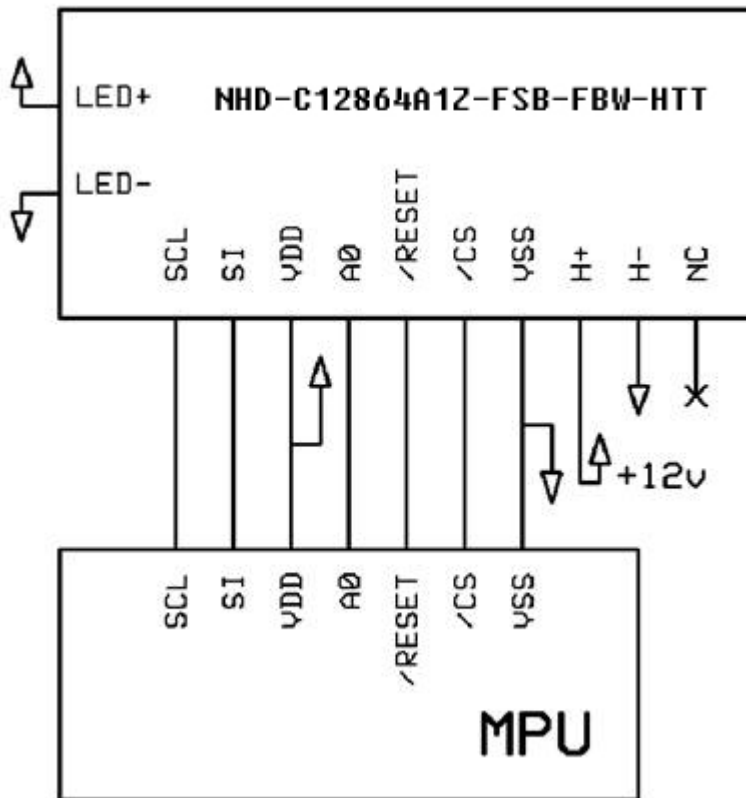 LED+ NHD-C12864A1Z-FSB-FBW-HTT
LED-
SCL SI VDD A0 /RESET /CS VSS H+ H- NC
+12v
SCL SI VDD A0 /RESET /CS VSS
MPU